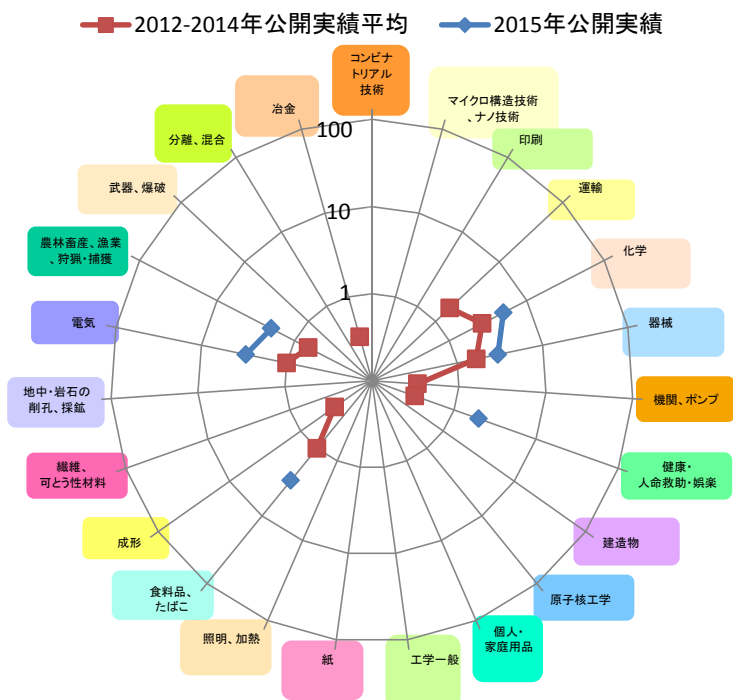 2012-2014年公開実績平均
2015年公開実績
コンビナ
トリアル
技術
マイクロ構造技術
、ナノ技術
印刷
運輸
化学
器械
機関、ポンプ
健康・
人命救助・娯楽
建造物
原子核工学
個人・
家庭用品
工学一般
紙
照明、加熱
食料品、
たばこ
成形
繊維、
可とう性材料
地中・岩石の
削孔、採鉱
電気
農林畜産、漁業
、狩猟・捕獲
武器、爆破
分離、混合
冶金
100
10
1